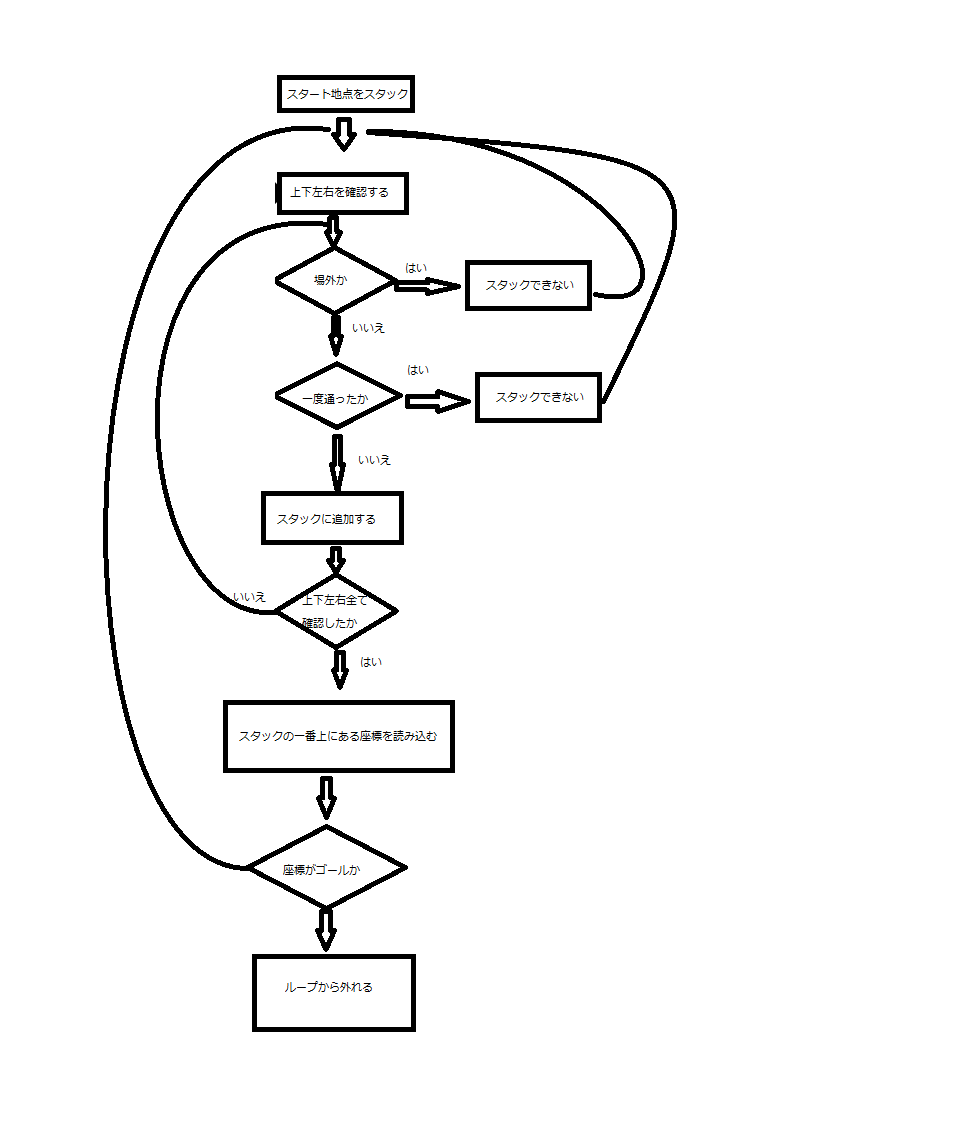 スタート地点をスタック
上下左右を確認する
場外か
はい
スタックできない
いいえ
一度通ったか
はい
スタックできない
いいえ
スタックに追加する
いいえ
上下左右全て
確認したか
はい
スタックの一番上にある座標を読み込む
座標がゴールか
ループから外れる